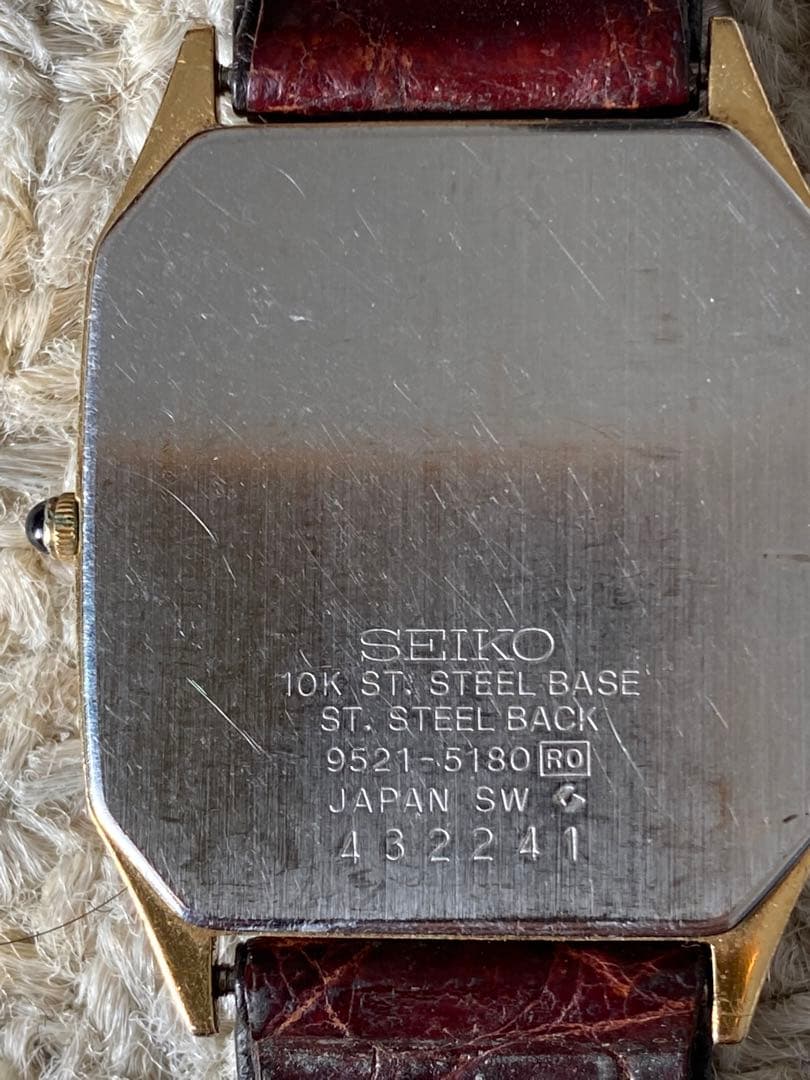 SEIKO
10K ST. STEEL BASE
ST. STEEL BACK
9521-5180 RO
JAPAN SW
432241